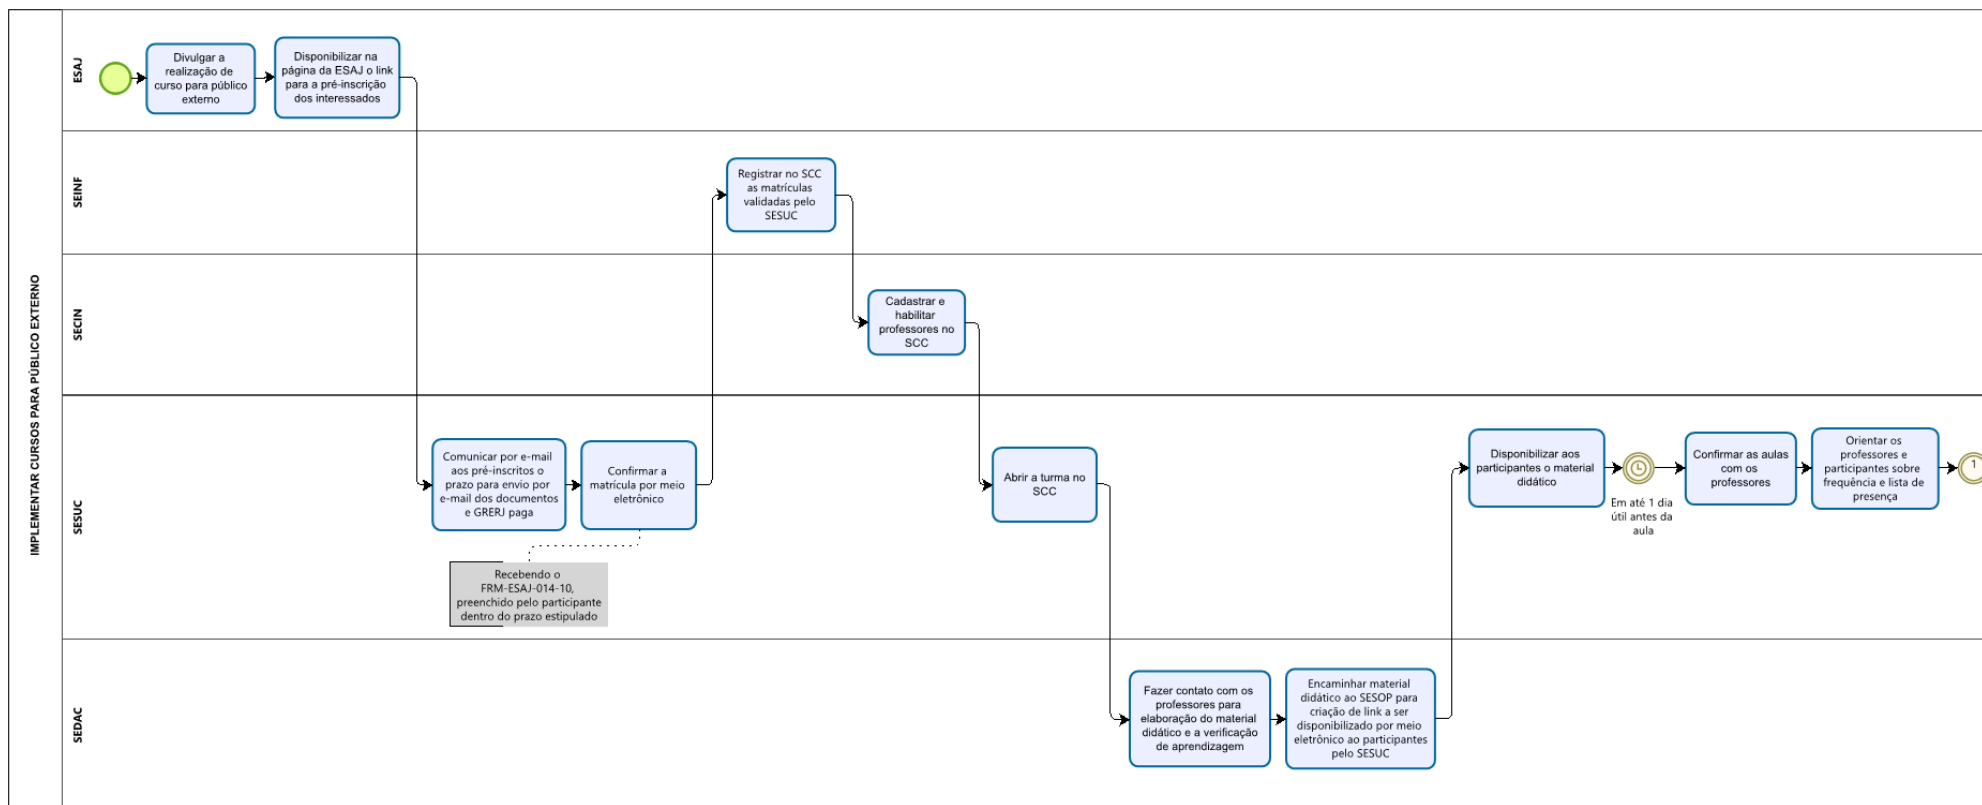 IMPLEMENTAR CURSOS PARA PÚBLICO EXTERNO
ESAJ
Divulgar a
realização de
curso para público
externo
Disponibilizar na
página da ESAJ o link
para a pré-inscrição
dos interessados
SEINF
Registrar no SCC
as matrículas
validadas pelo
SESUC
SECIN
Cadastrar e
habilitar
professores no
SCC
SESUC
Comunicar por e-mail
aos pré-inscritos o
prazo para envio por
e-mail dos documentos
e GRERJ paga
Confirmar a
matrícula por meio
eletrônico
Recebendo o
FRM-ESAJ-014-10,
preenchido pelo participante
dentro do prazo estipulado
Abrir a turma no
SCC
Disponibilizar aos
participantes o material
didático
Em até 1 dia
útil antes da
aula
Confirmar as aulas
com os
professores
Orientar os
professores e
participantes sobre
frequência e lista de
presença
1
SEDAC
Fazer contato com os
professores para
elaboração do material
didático e a verificação
de aprendizagem
Encaminhar material
didático ao SESOP para
criação de link a ser
disponibilizado por meio
eletrônico ao participantes
pelo SESUC